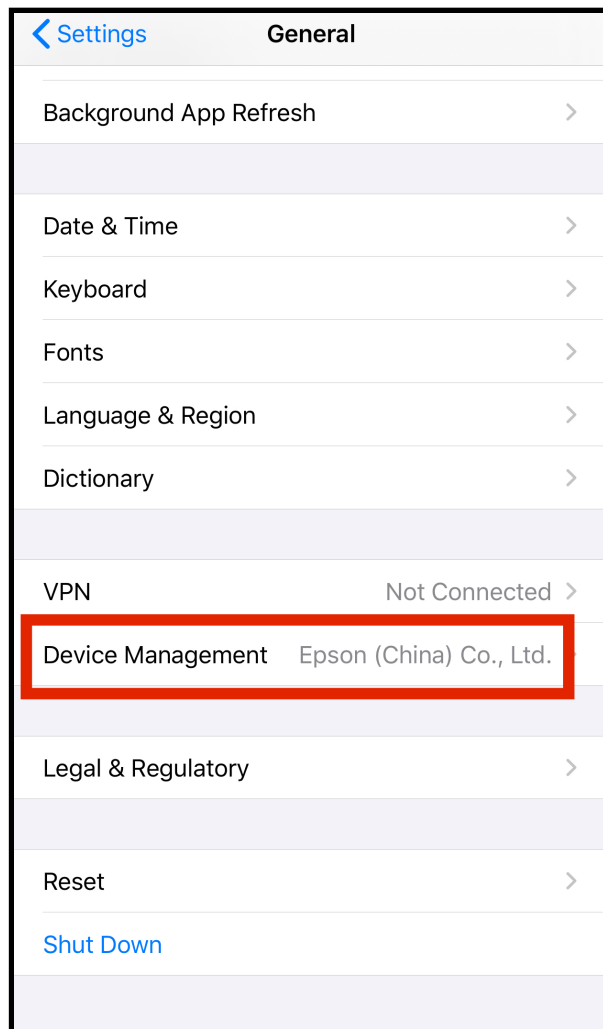 Settings General
Background App Refresh
Date & Time
Keyboard
Fonts
Language & Region
Dictionary
VPN Not Connected
Device Management Epson (China) Co., Ltd.
Legal & Regulatory
Reset
Shut Down